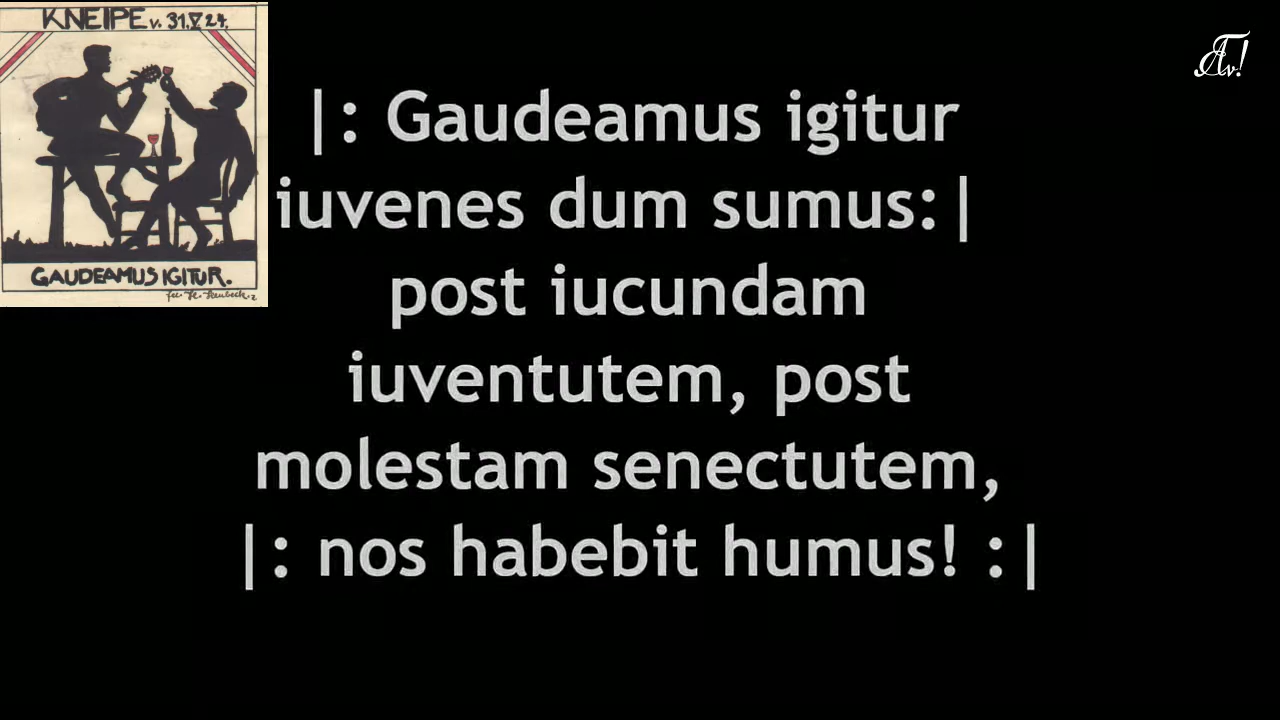 KNEIPE v. 31.V.24.
GAUDEAMUS IGITUR.
|: Gaudeamus igitur
iuvenes dum sumus:|
post iucundam
iuventutem, post
molestam senectutem,
|: nos habebit humus! :|